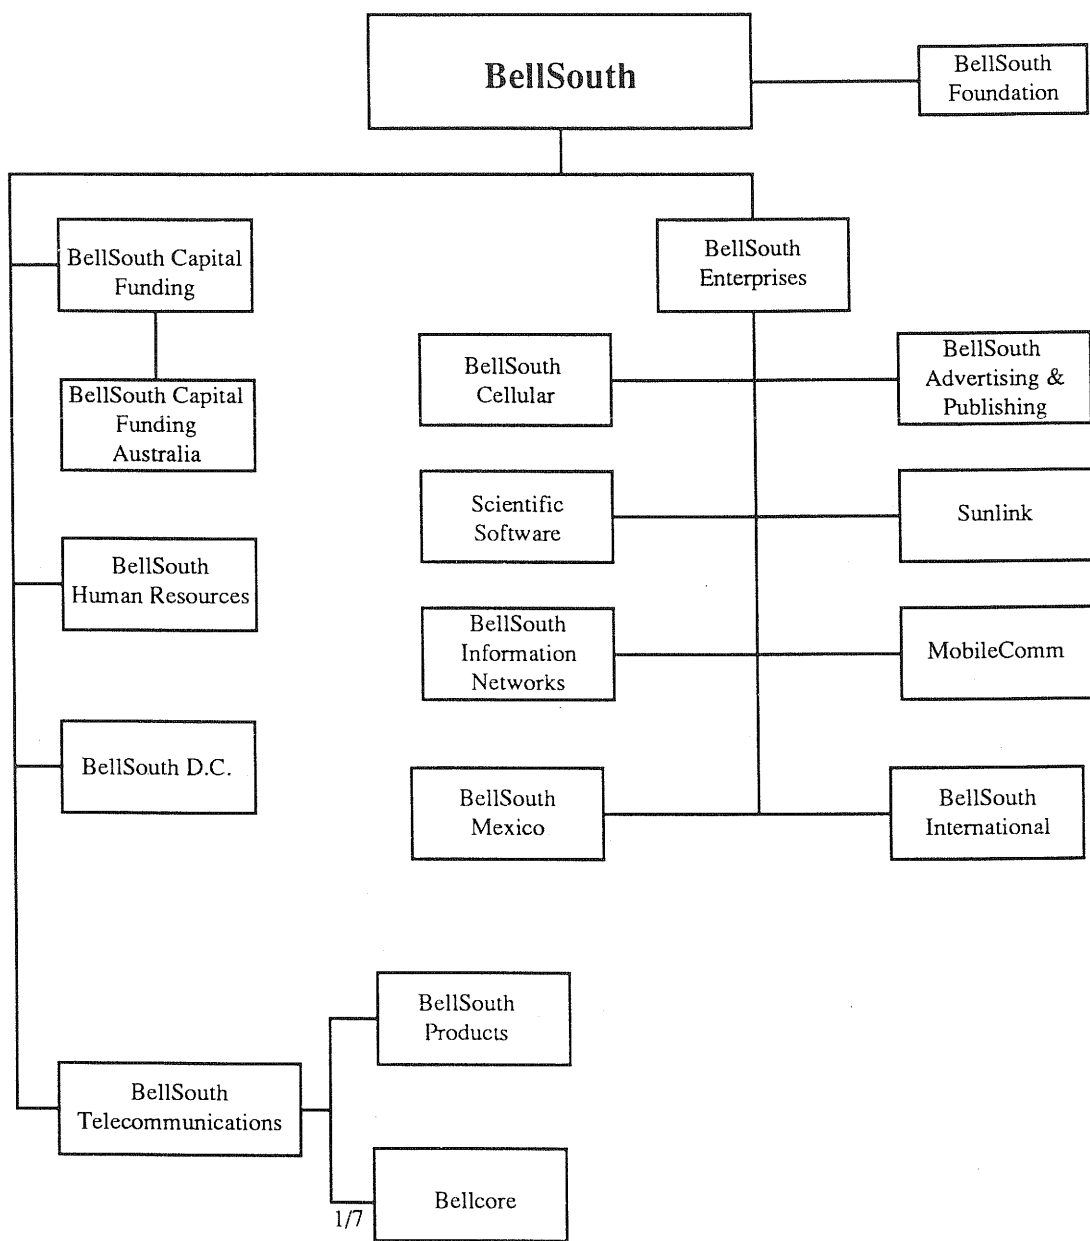 BellSouth
BellSouth
Foundation
BellSouth Capital
Funding
BellSouth
Enterprises
BellSouth Capital
Funding
Australia
BellSouth
Cellular
BellSouth
Advertising &
Publishing
Scientific
Software
Sunlink
BellSouth
Human Resources
BellSouth
Information
Networks
MobileComm
BellSouth D.C.
BellSouth
Mexico
BellSouth
International
BellSouth
Products
BellSouth
Telecommunications
Bellcore
1/7